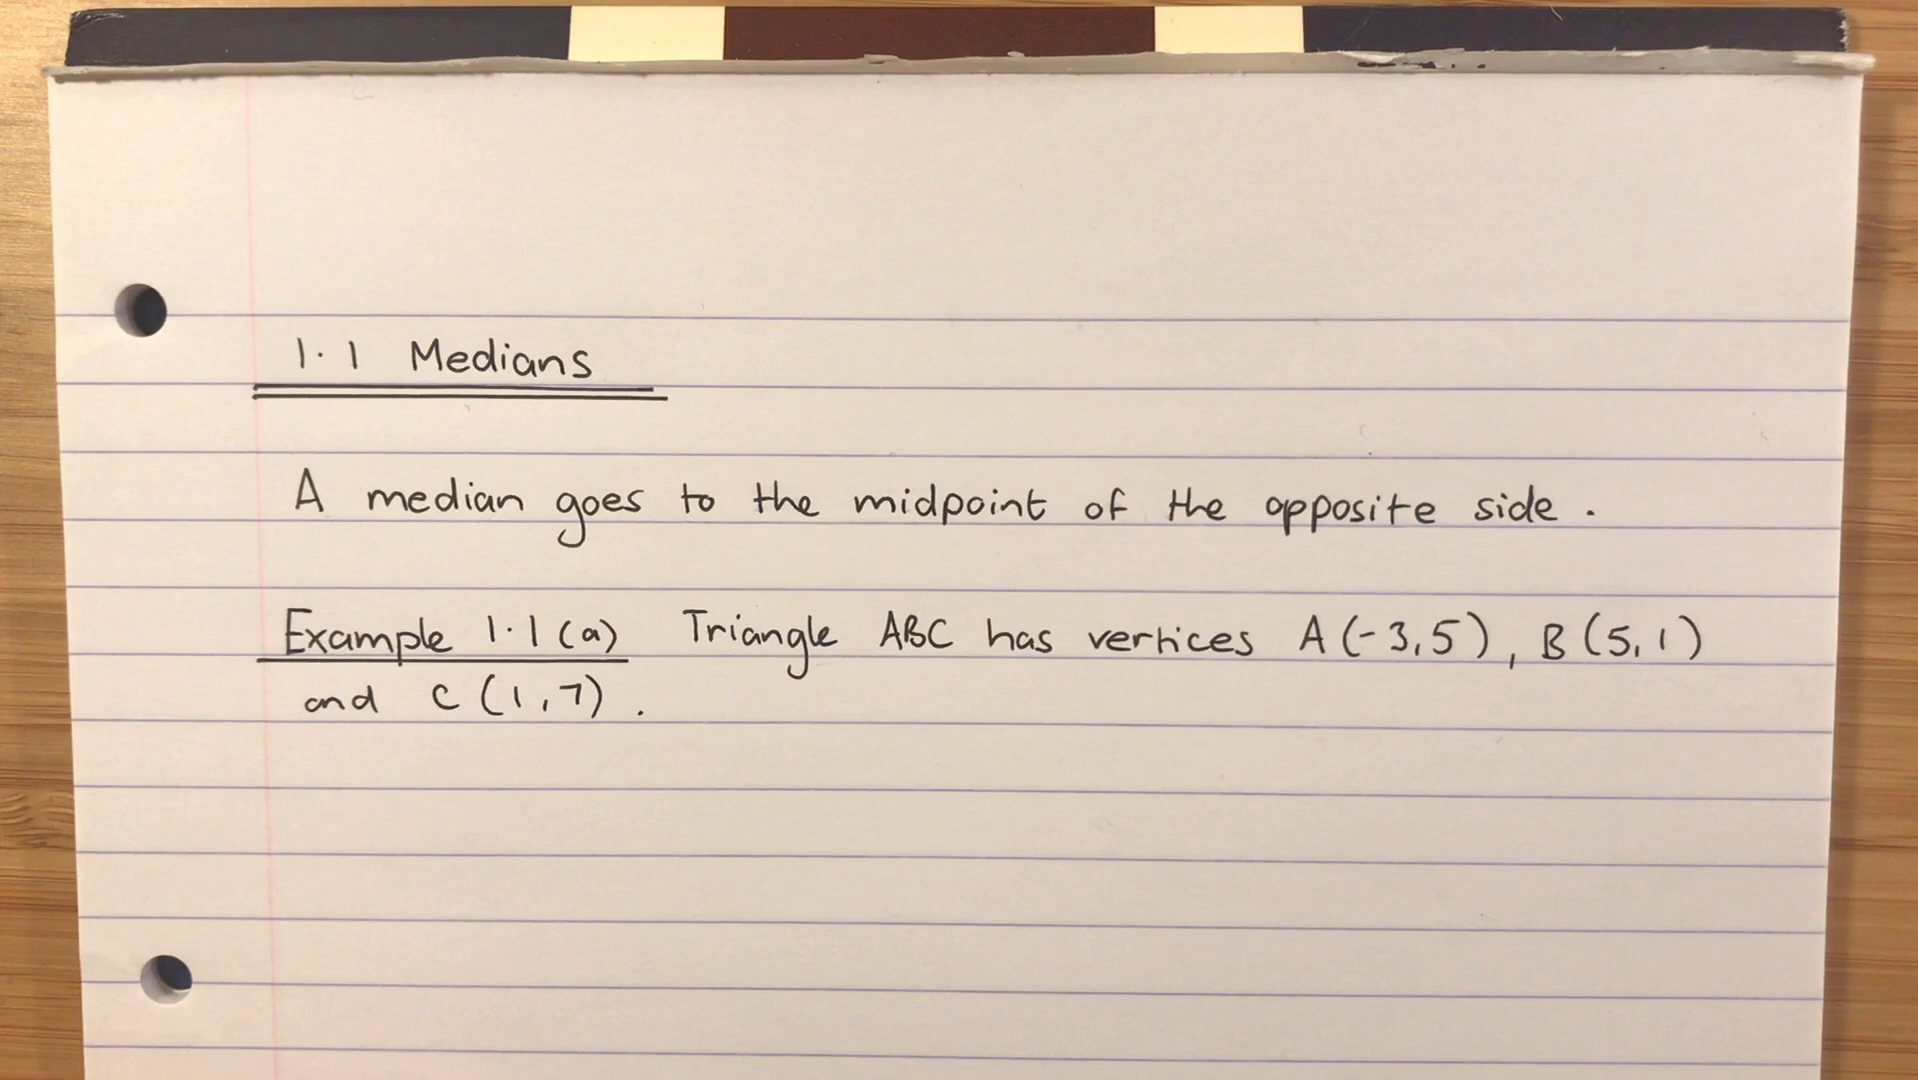 1.1 Medians
A median goes to the midpoint of the opposite side.
Example 1.1(a) Triangle ABC has vertices A(-3,5), B(5,1)
and C(1,7).